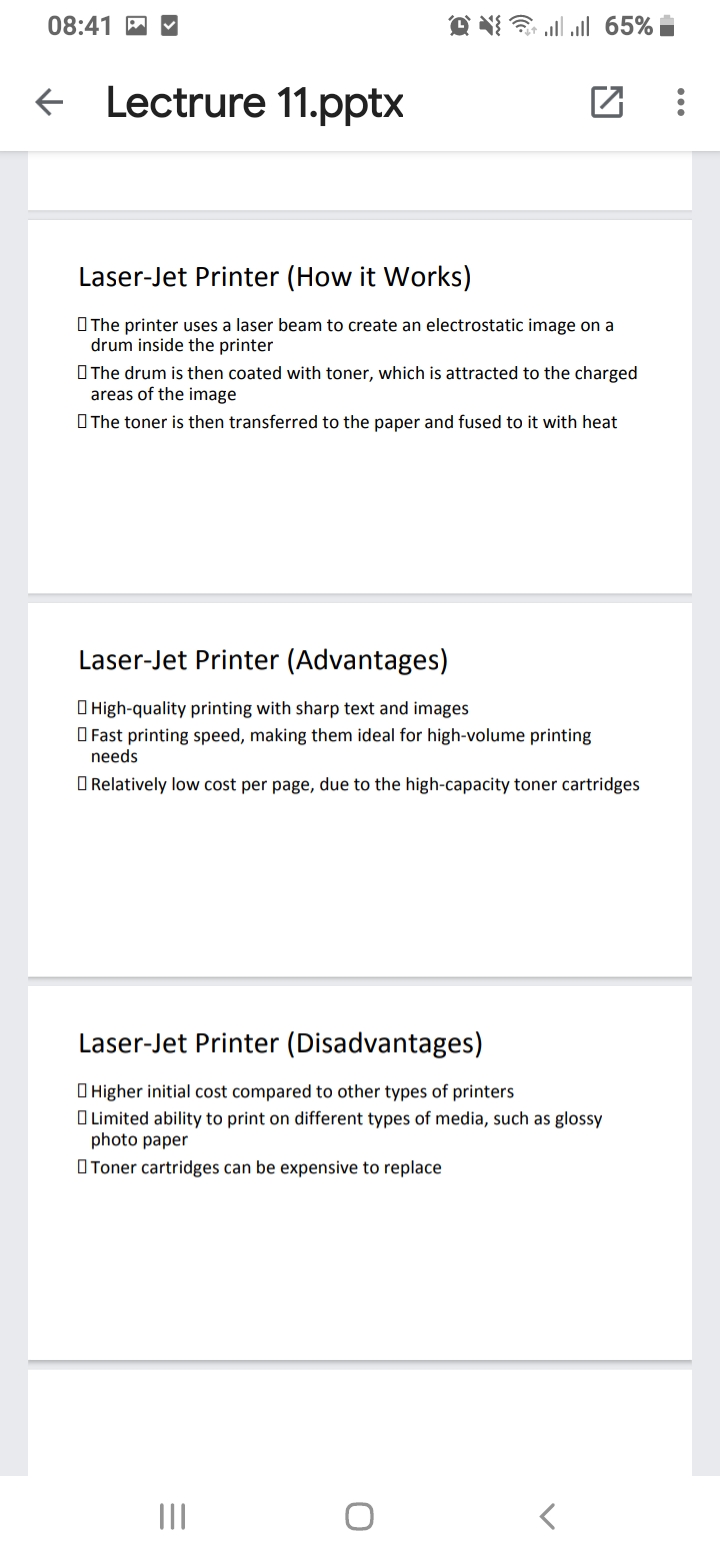 08:41
65%
Lectrure 11.pptx
Laser-Jet Printer (How it Works)
The printer uses a laser beam to create an electrostatic image on a
drum inside the printer
The drum is then coated with toner, which is attracted to the charged
areas of the image
The toner is then transferred to the paper and fused to it with heat
Laser-Jet Printer (Advantages)
High-quality printing with sharp text and images
Fast printing speed, making them ideal for high-volume printing
needs
Relatively low cost per page, due to the high-capacity toner cartridges
Laser-Jet Printer (Disadvantages)
Higher initial cost compared to other types of printers
Limited ability to print on different types of media, such as glossy
photo paper
Toner cartridges can be expensive to replace